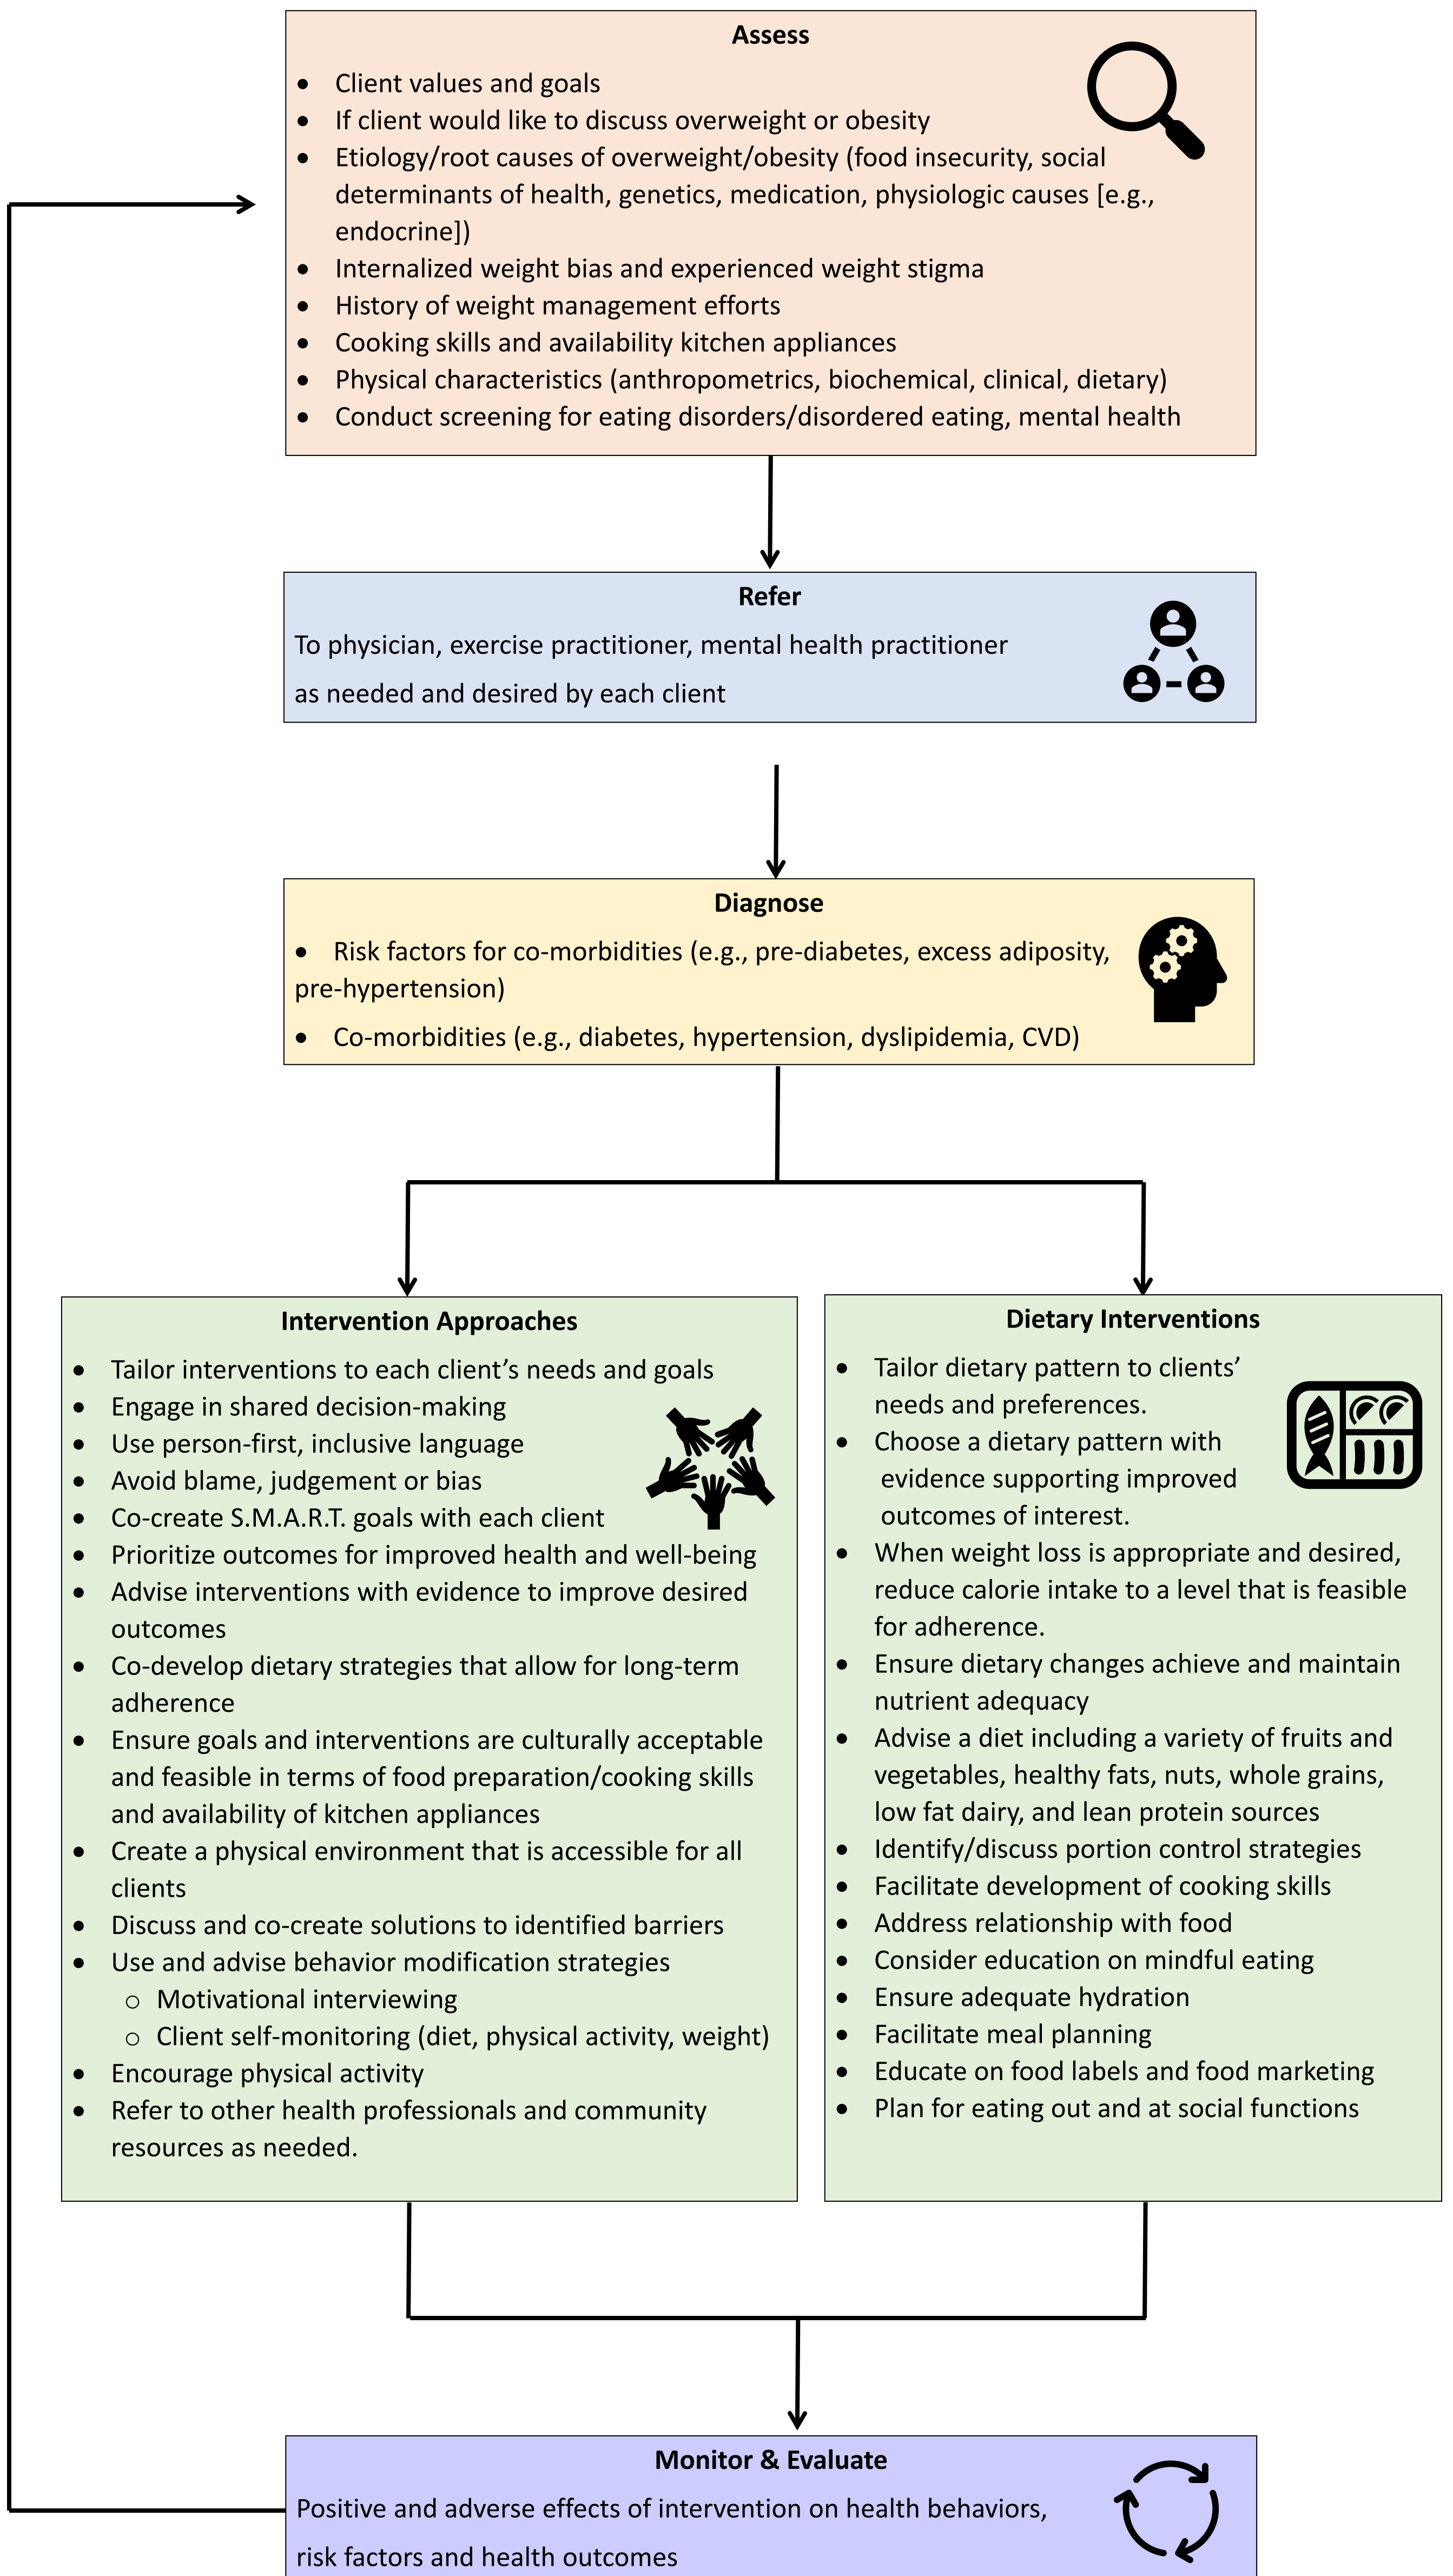 Assess
• Client values and goals
• If client would like to discuss overweight or obesity
• Etiology/root causes of overweight/obesity (food insecurity, social
determinants of health, genetics, medication, physiologic causes [e.g.,
endocrine])
• Internalized weight bias and experienced weight stigma
• History of weight management efforts
• Cooking skills and availability kitchen appliances
• Physical characteristics (anthropometrics, biochemical, clinical, dietary)
• Conduct screening for eating disorders/disordered eating, mental health
Refer
To physician, exercise practitioner, mental health practitioner
as needed and desired by each client
Diagnose
• Risk factors for co-morbidities (e.g., pre-diabetes, excess adiposity,
pre-hypertension)
• Co-morbidities (e.g., diabetes, hypertension, dyslipidemia, CVD)
Intervention Approaches
• Tailor interventions to each client’s needs and goals
• Engage in shared decision-making
• Use person-first, inclusive language
• Avoid blame, judgement or bias
• Co-create S.M.A.R.T. goals with each client
• Prioritize outcomes for improved health and well-being
• Advise interventions with evidence to improve desired
outcomes
• Co-develop dietary strategies that allow for long-term
adherence
• Ensure goals and interventions are culturally acceptable
and feasible in terms of food preparation/cooking skills
and availability of kitchen appliances
• Create a physical environment that is accessible for all
clients
• Discuss and co-create solutions to identified barriers
• Use and advise behavior modification strategies
o Motivational interviewing
o Client self-monitoring (diet, physical activity, weight)
• Encourage physical activity
• Refer to other health professionals and community
resources as needed.
Dietary Interventions
• Tailor dietary pattern to clients’
needs and preferences.
• Choose a dietary pattern with
evidence supporting improved
outcomes of interest.
• When weight loss is appropriate and desired,
reduce calorie intake to a level that is feasible
for adherence.
• Ensure dietary changes achieve and maintain
nutrient adequacy
• Advise a diet including a variety of fruits and
vegetables, healthy fats, nuts, whole grains,
low fat dairy, and lean protein sources
• Identify/discuss portion control strategies
• Facilitate development of cooking skills
• Address relationship with food
• Consider education on mindful eating
• Ensure adequate hydration
• Facilitate meal planning
• Educate on food labels and food marketing
• Plan for eating out and at social functions
Monitor & Evaluate
Positive and adverse effects of intervention on health behaviors,
risk factors and health outcomes